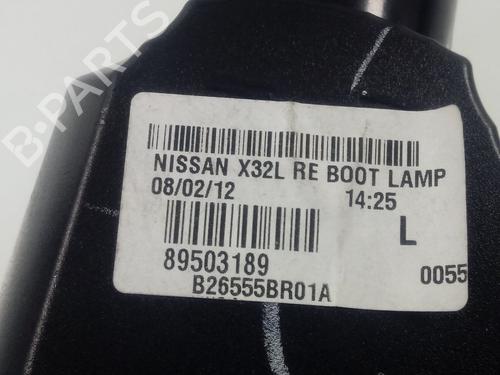 B-PARTS
NISSAN X32L RE BOOT LAMP
08/02/12 14:25
L
89503189 0055
B26555BR01A